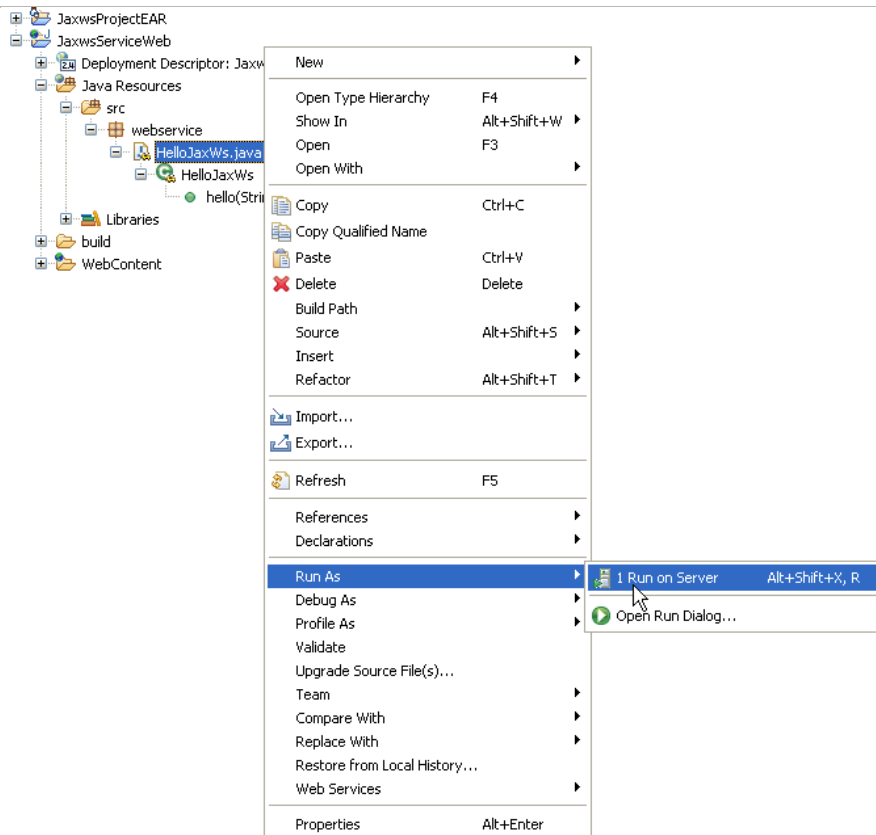 JaxwsProjectEAR
JaxwsServiceWeb
2.4 Deployment Descriptor: Jaxw
Java Resources
src
webservice
HelloJaxWs.java
HelloJaxWs
hello(Stri
Libraries
build
WebContent
New
Open Type Hierarchy F4
Show In Alt+Shift+W
Open F3
Open With
Copy Ctrl+C
Copy Qualified Name
Paste Ctrl+V
Delete Delete
Build Path
Source Alt+Shift+S
Insert
Refactor Alt+Shift+T
Import...
Export...
Refresh F5
References
Declarations
Run As
Debug As
Profile As
Validate
Upgrade Source File(s)...
Team
Compare With
Replace With
Restore from Local History...
Web Services
Properties Alt+Enter
1 Run on Server Alt+Shift+X, R
Open Run Dialog...